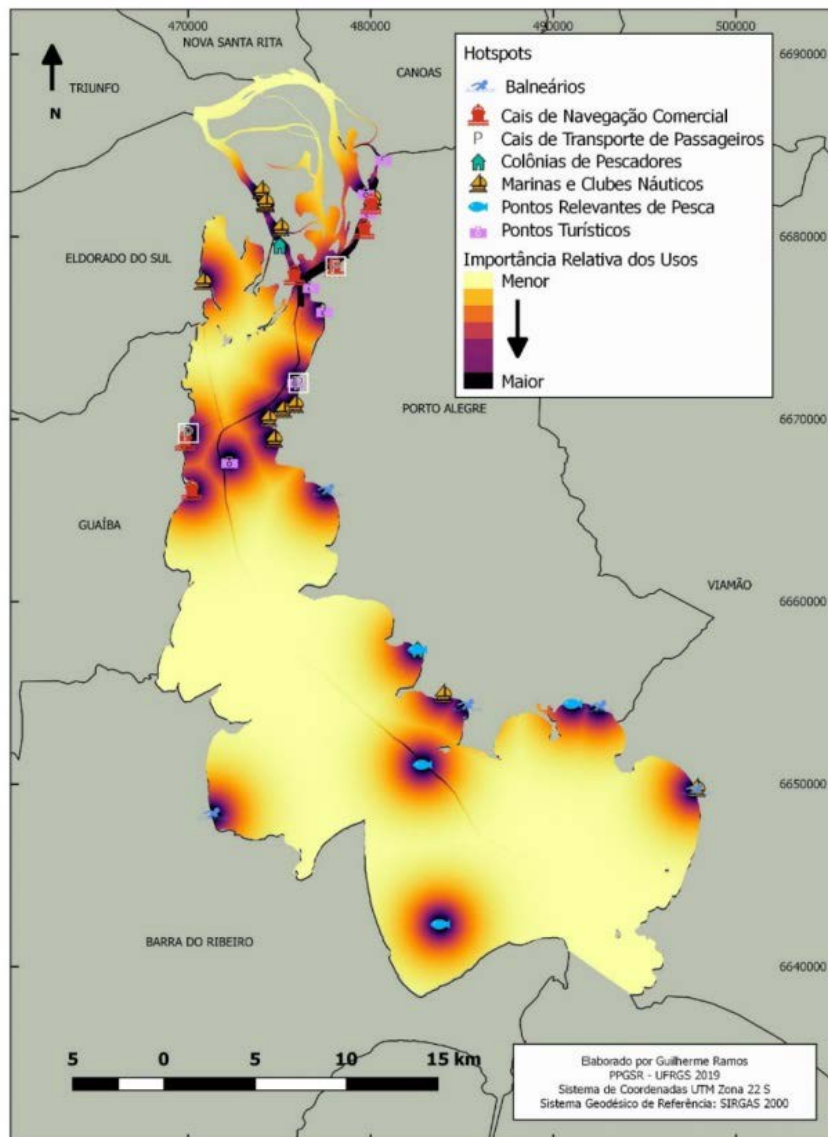 470000
480000
490000
500000
NOVA SANTA RITA
6690000
CANOAS
TRIUNFO
N
Hotspots
Balneários
Cais de Navegação Comercial
P Cais de Transporte de Passageiros
Colônias de Pescadores
Marinas e Clubes Náuticos
Pontos Relevantes de Pesca
Pontos Turísticos
Importância Relativa dos Usos
Menor
Maior
6680000
ELDORADO DO SUL
PORTO ALEGRE
6670000
GUAÍBA
VIAMÃO
6660000
6650000
BARRA DO RIBEIRO
6640000
5 0 5 10 15 km
Elaborado por Guilherme Ramos
PPGSR - UFRGS 2019
Sistema de Coordenadas UTM Zona 22 S
Sistema Geodésico de Referência: SIRGAS 2000